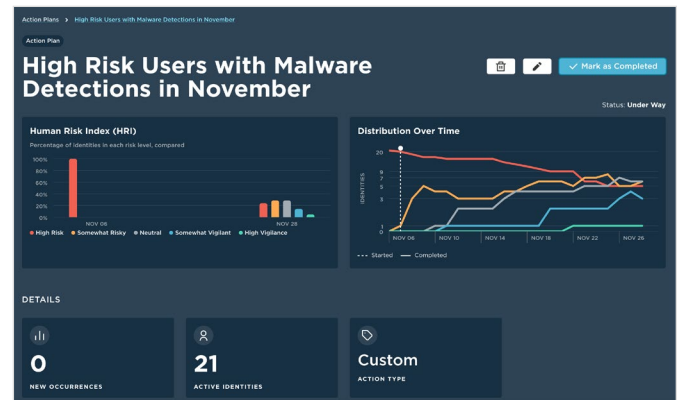 Action Plans > High Risk Users with Malware Detections in November
Action Plan
High Risk Users with Malware
Detections in November
Mark as Completed
Status: Under Way
Human Risk Index (HRI)
Percentage of identities in each risk level, compared
100%
80%
60%
40%
20%
0%
NOV 06
NOV 28
High Risk
Somewhat Risky
Neutral
Somewhat Vigilant
High Vigilance
Distribution Over Time
IDENTITIES
20
9
7
5
3
1
0
NOV 06
NOV 10
NOV 14
NOV 18
NOV 22
NOV 26
Started
Completed
DETAILS
0
NEW OCCURRENCES
21
ACTIVE IDENTITIES
Custom
ACTION TYPE